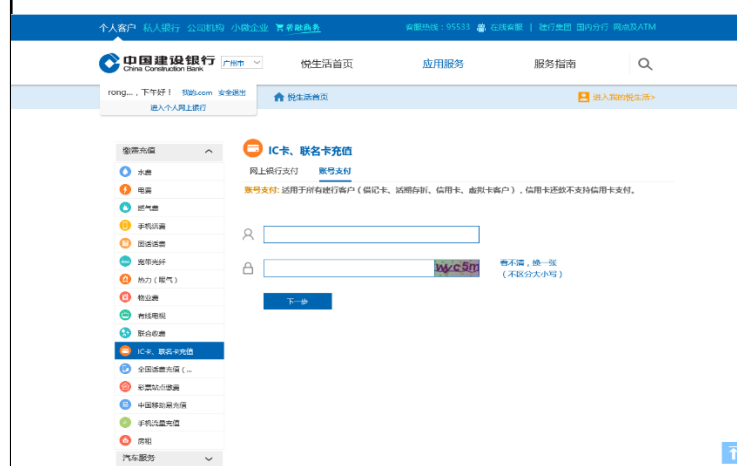 个人客户 私人银行 公司机构 小微企业 善融商务 客服热线：95533 在线客服 | 建行集团 国内分行 网点及ATM
中国建设银行 广州市 悦生活首页 应用服务 服务指南
China Construction Bank
rong...，下午好！ 我的.com 安全退出
进入个人网上银行
悦生活首页 进入我的悦生活>
缴费充值
IC卡、联名卡充值
水费
网上银行支付 账号支付
电费
账号支付: 适用于所有建行客户（借记卡、活期存折、信用卡、虚拟卡客户），信用卡还款不支持信用卡支付。
燃气费
手机话费
固话话费
宽带光纤
看不清，换一张
（不区分大小写）
热力（暖气）
物业费
下一步
有线电视
联合收费
IC卡、联名卡充值
全国话费充值（...
彩票站点缴费
中国移动易充值
手机流量充值
房租
汽车服务